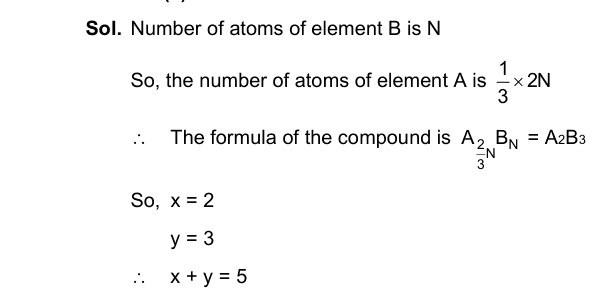 Sol. Number of atoms of element B is N
So, the number of atoms of element A is 1/3 × 2N
∴ The formula of the compound is A_{2/3 N} B_N = A2B3
So, x = 2
y = 3
∴ x + y = 5